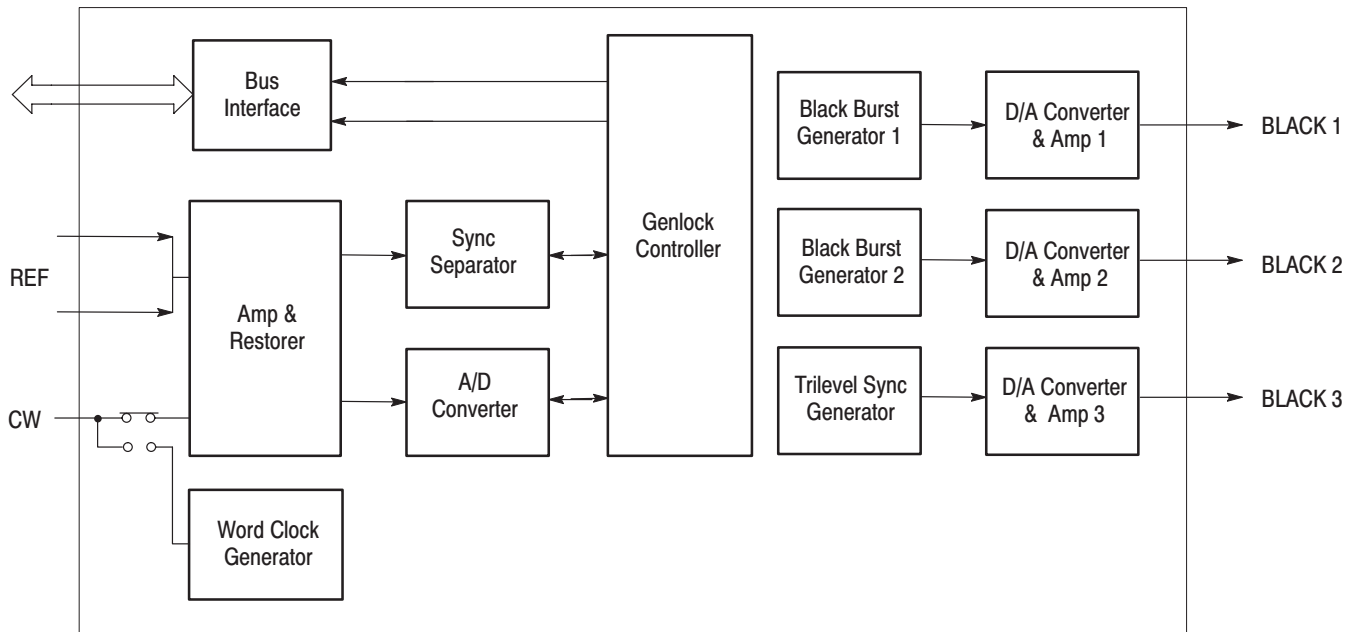 Bus
Interface
Black Burst
Generator 1
D/A Converter
& Amp 1
BLACK 1
Genlock
Controller
REF
Amp &
Restorer
Sync
Separator
Black Burst
Generator 2
D/A Converter
& Amp 2
BLACK 2
A/D
Converter
Trilevel Sync
Generator
D/A Converter
& Amp 3
BLACK 3
CW
Word Clock
Generator